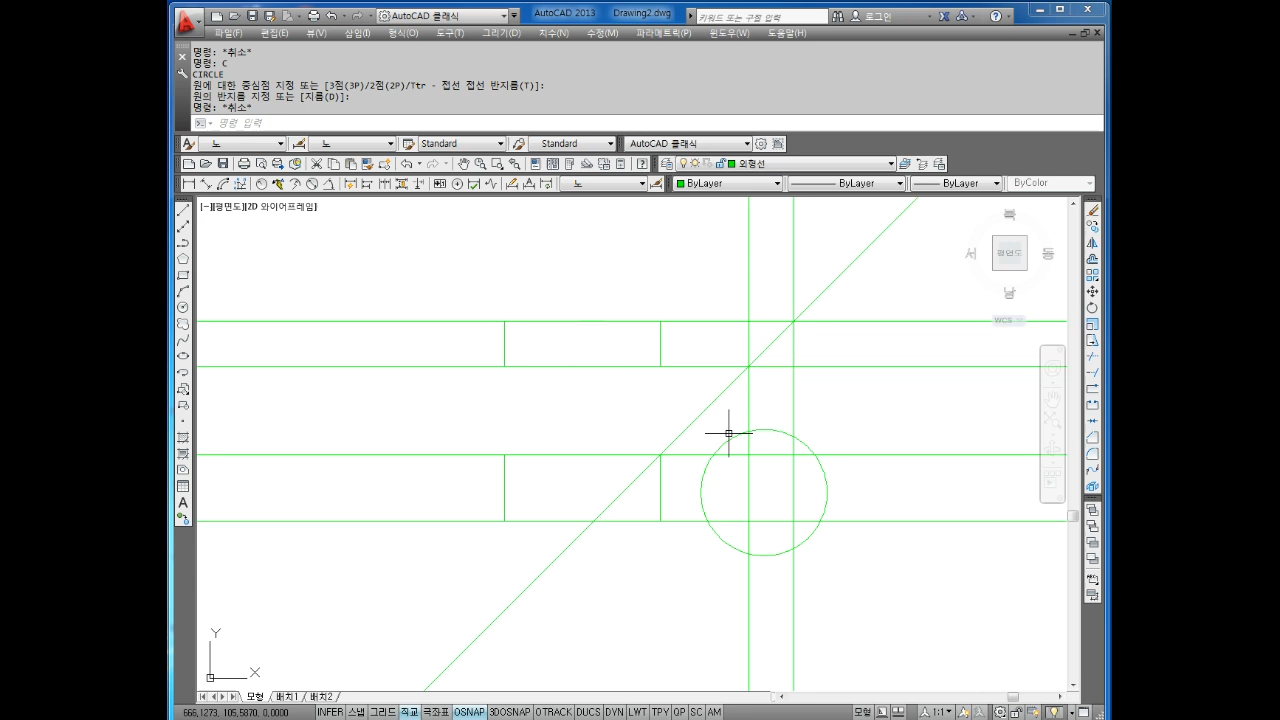 AutoCAD 클래식 AutoCAD 2013 Drawing2.dwg 키워드 또는 구절 입력 로그인
파일(F) 편집(E) 뷰(V) 삽입(I) 형식(O) 도구(T) 그리기(D) 치수(N) 수정(M) 파라메트릭(P) 윈도우(W) 도움말(H)
명령: *취소*
명령: C
CIRCLE
원에 대한 중심점 지정 또는 [3점(3P)/2점(2P)/Ttr - 접선 접선 반지름(T)]:
원의 반지름 지정 또는 [지름(D)]:
명령: *취소*
명령 입력
Standard Standard AutoCAD 클래식
외형선
ByLayer ByLayer ByLayer ByColor
[-][평면도][2D 와이어프레임]
북
서 평면도 동
남
WCS
Y
X
모형 배치1 배치2
666,1273, 105,5870, 0,0000 INFER 스냅 그리드 직교 극좌표 OSNAP 3DOSNAP OTRACK DUCS DYN LWT TPY QP SC AM 모형 1:1